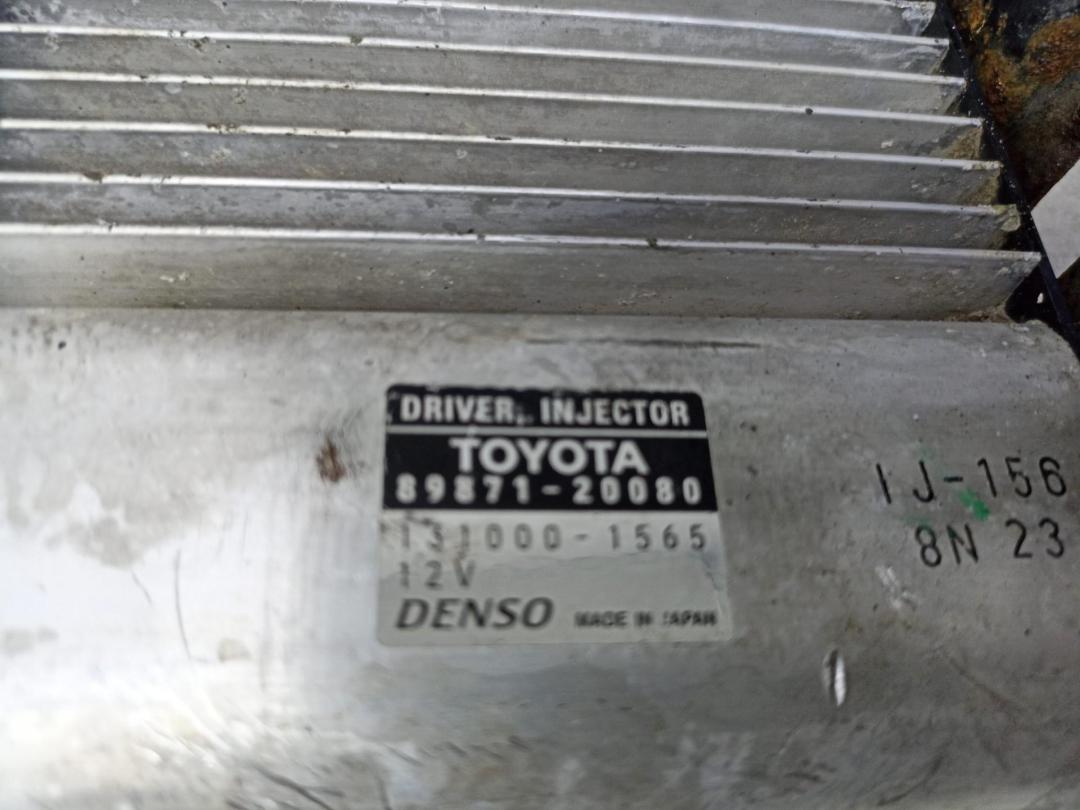 DRIVER, INJECTOR
TOYOTA
89871-20080
131000-1565
12V
DENSO MADE IN JAPAN
IJ-156
8N 23